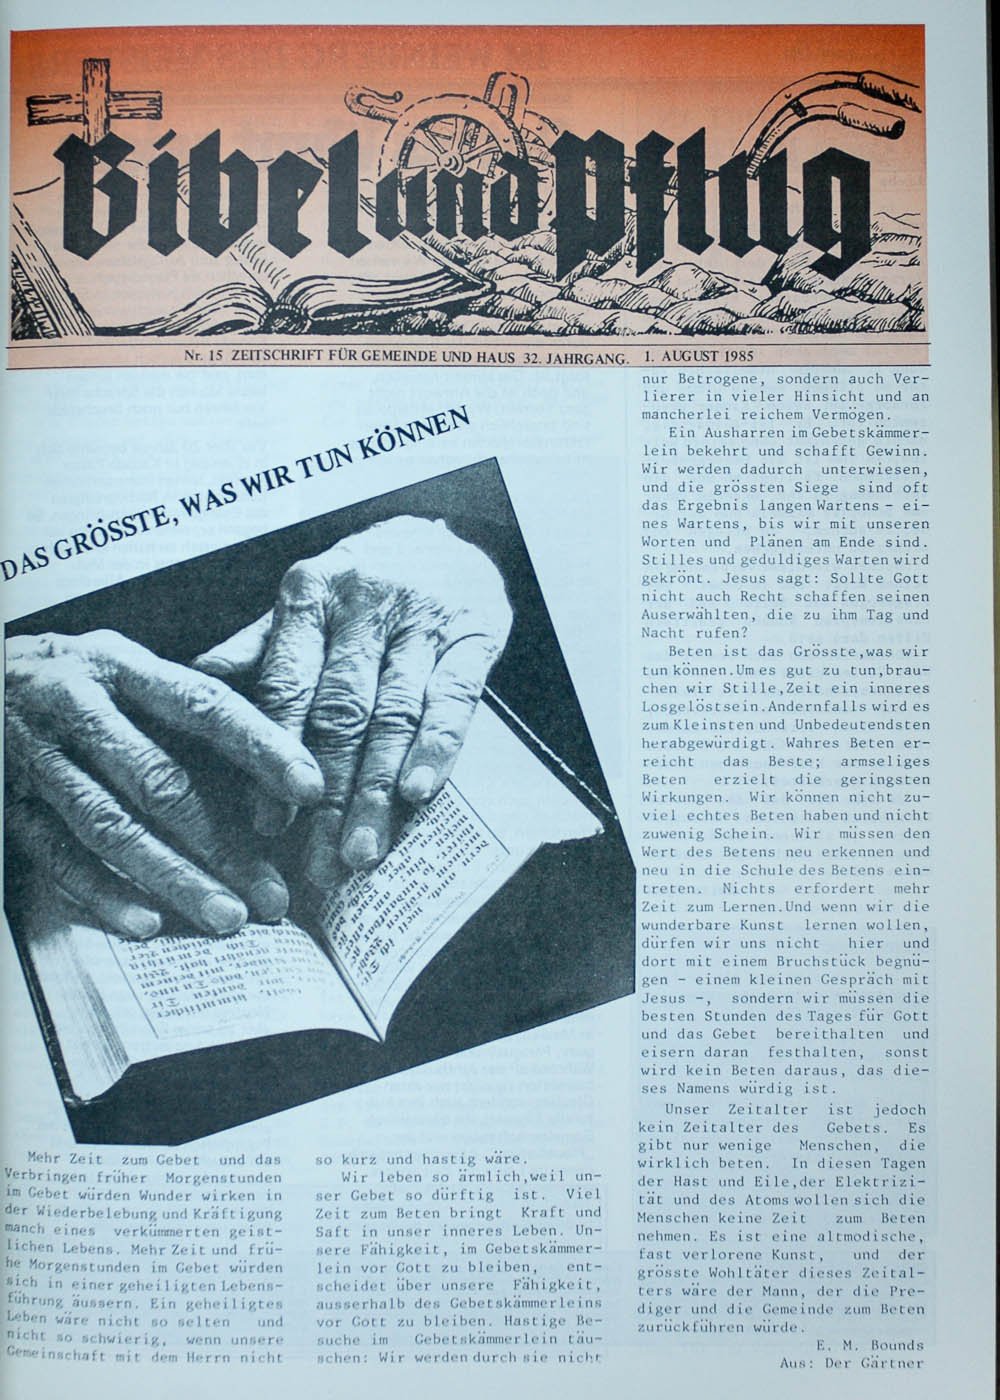 Bibel und Pflug
Nr. 15 ZEITSCHRIFT FÜR GEMEINDE UND HAUS 32. JAHRGANG. 1. AUGUST 1985
DAS GRÖSSTE, WAS WIR TUN KÖNNEN
Mehr Zeit zum Gebet und das
Verbringen früher Morgenstunden
im Gebet würden Wunder wirken in
der Wiederbelebung und Kräftigung
manch eines verkümmerten geist-
lichen Lebens. Mehr Zeit und frü-
he Morgenstunden im Gebet würden
sich in einer geheiligten Lebens-
führung äussern. Ein geheiligtes
Leben wäre nicht so selten und
nicht so schwierig, wenn unsere
Gemeinschaft mit dem Herrn nicht
so kurz und hastig wäre.
Wir leben so ärmlich,weil un-
ser Gebet so dürftig ist. Viel
Zeit zum Beten bringt Kraft und
Saft in unser inneres Leben. Un-
sere Fähigkeit, im Gebetskämmer-
lein vor Gott zu bleiben, ent-
scheidet über unsere Fähigkeit,
ausserhalb des Gebetskämmerleins
vor Gott zu bleiben. Hastige Be-
suche im Gebetskämmerlein täu-
schen: Wir werden durch sie nicht
nur Betrogene, sondern auch Ver-
lierer in vieler Hinsicht und an
mancherlei reichem Vermögen.
Ein Ausharren im Gebetskämmer-
lein bekehrt und schafft Gewinn.
Wir werden dadurch unterwiesen,
und die grössten Siege sind oft
das Ergebnis langen Wartens - ei-
nes Wartens, bis wir mit unseren
Worten und Plänen am Ende sind.
Stilles und geduldiges Warten wird
gekrönt. Jesus sagt: Sollte Gott
nicht auch Recht schaffen seinen
Auserwählten, die zu ihm Tag und
Nacht rufen?
Beten ist das Grösste,was wir
tun können.Um es gut zu tun,brau-
chen wir Stille,Zeit ein inneres
Losgelöstsein.Andernfalls wird es
zum Kleinsten und Unbedeutendsten
herabgewürdigt. Wahres Beten er-
reicht das Beste; armseliges
Beten erzielt die geringsten
Wirkungen. Wir können nicht zu-
viel echtes Beten haben und nicht
zuwenig Schein. Wir müssen den
Wert des Betens neu erkennen und
neu in die Schule des Betens ein-
treten. Nichts erfordert mehr
Zeit zum Lernen.Und wenn wir die
wunderbare Kunst lernen wollen,
dürfen wir uns nicht hier und
dort mit einem Bruchstück begnü-
gen - einem kleinen Gespräch mit
Jesus -, sondern wir müssen die
besten Stunden des Tages für Gott
und das Gebet bereithalten und
eisern daran festhalten, sonst
wird kein Beten daraus, das die-
ses Namens würdig ist.
Unser Zeitalter ist jedoch
kein Zeitalter des Gebets. Es
gibt nur wenige Menschen, die
wirklich beten. In diesen Tagen
der Hast und Eile,der Elektrizi-
tät und des Atoms wollen sich die
Menschen keine Zeit zum Beten
nehmen. Es ist eine altmodische,
fast verlorene Kunst, und der
grösste Wohltäter dieses Zeital-
ters wäre der Mann, der die Pre-
diger und die Gemeinde zum Beten
zurückführen würde.
E. M. Bounds
Aus: Der Gärtner